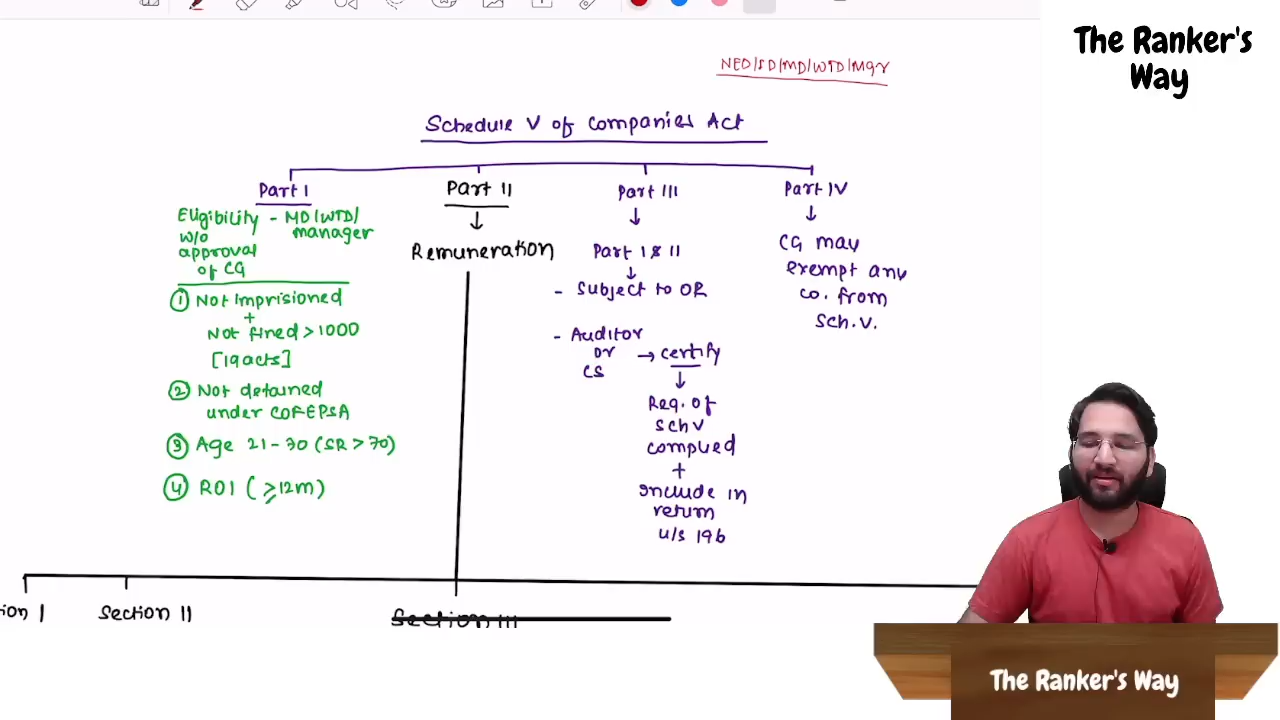 The Ranker's
Way
NED/ID/MD/WTD/Mgr
Schedule V of Companies Act
Part I
Eligibility - MD/WTD/
manager
w/o
approval
of CG
① Not Imprisioned
+
Not fined > 1000
[19acts]
② Not detained
under COFEPSA
③ Age 21-70 (SR > 70)
④ ROI ( ≥12m)
Part II
↓
Remuneration
Part III
↓
Part I & II
↓
- Subject to OR
- Auditor
or
CS
→ certify
↓
Req. of
Sch V
complied
+
Include in
return
u/s 196
Part IV
↓
CG may
exempt any
co. from
Sch. V.
ion I
Section II
Section III
The Ranker's Way